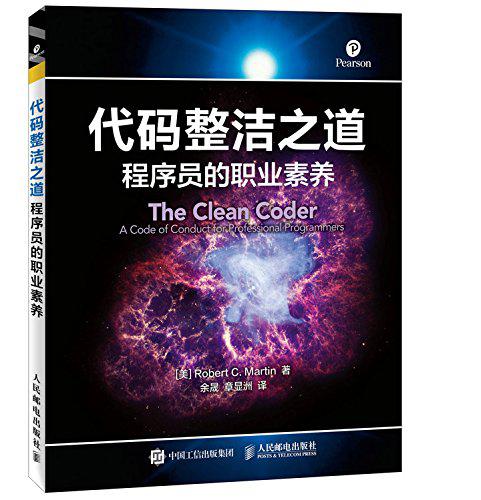 Pearson
代码整洁之道
程序员的职业素养
The Clean Coder
A Code of Conduct for Professional Programmers
[美] Robert C. Martin 著
余晟 章显洲 译
中国工信出版集团
人民邮电出版社
POSTS & TELECOM PRESS
代码整洁之道
程序员的职业素养
人民邮电出版社